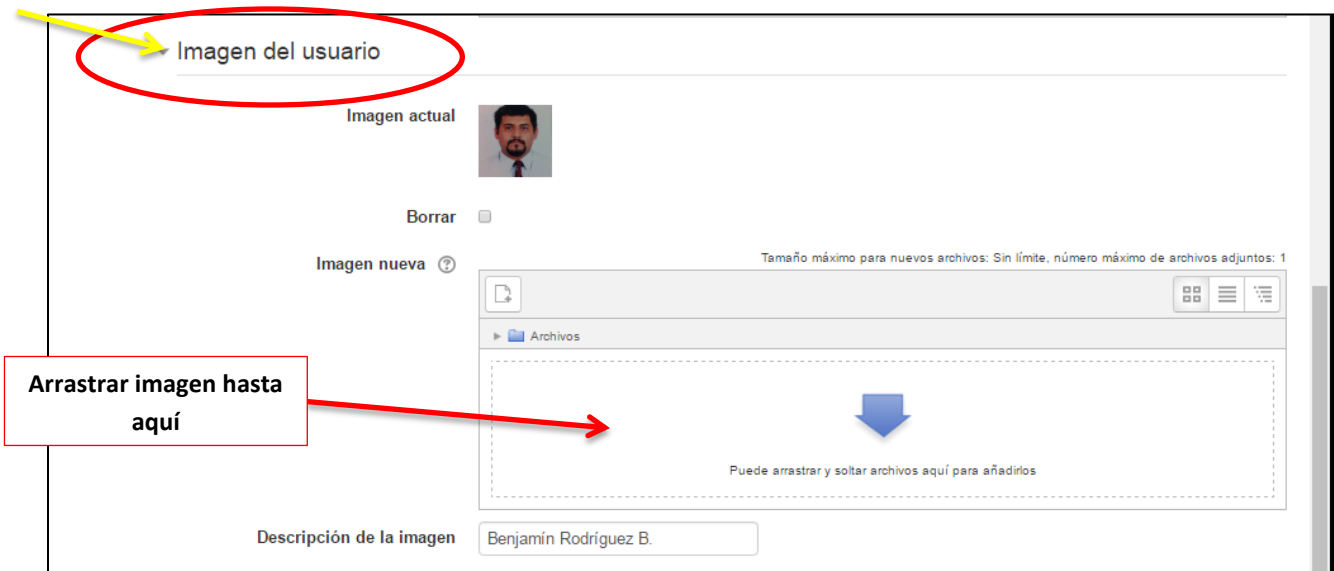 Imagen del usuario
Imagen actual
Borrar
Imagen nueva
Tamaño máximo para nuevos archivos: Sin límite, número máximo de archivos adjuntos: 1
Archivos
Arrastrar imagen hasta
aquí
Puede arrastrar y soltar archivos aquí para añadirlos
Descripción de la imagen
Benjamín Rodríguez B.